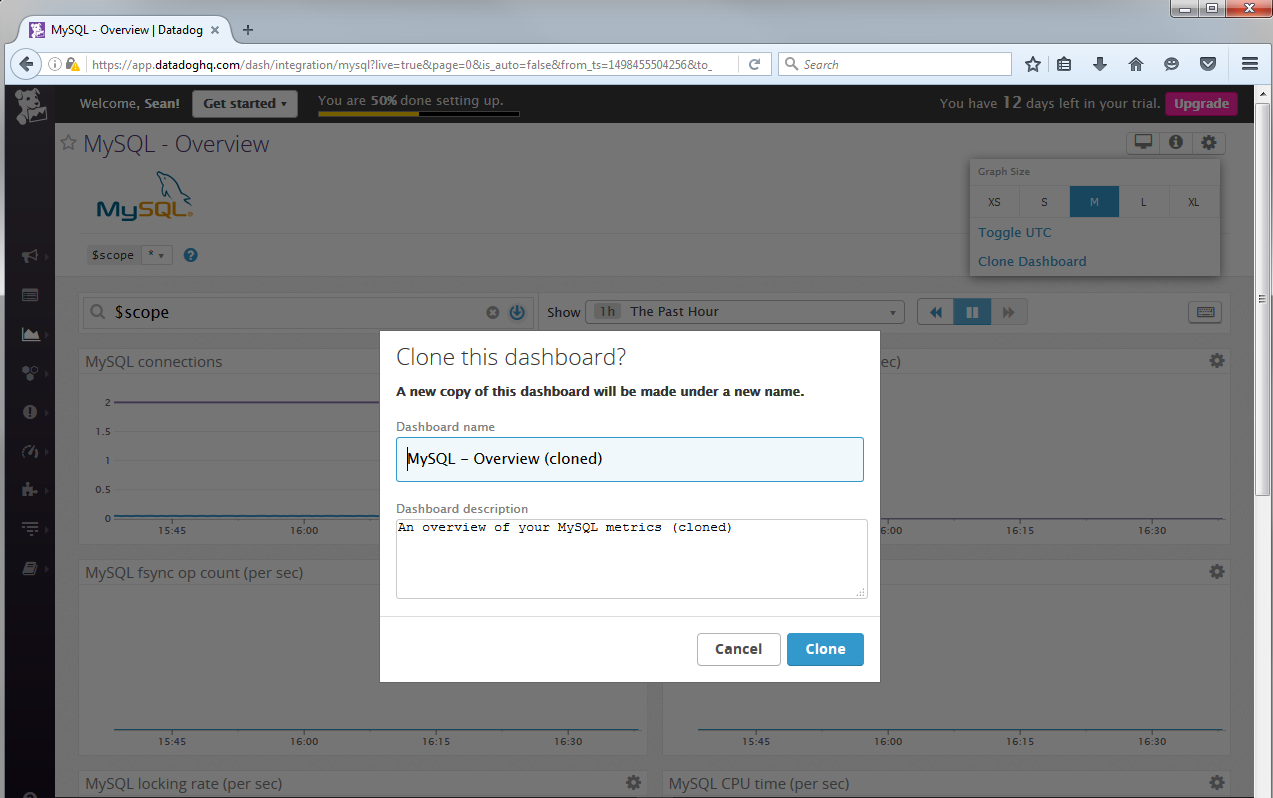 MySQL - Overview | Datadog
https://app.datadoghq.com/dash/integration/mysql?live=true&page=0&is_auto=false&from_ts=1498455504256&to_
Search
Welcome, Sean!
Get started
You are 50% done setting up.
You have 12 days left in your trial.
Upgrade
MySQL - Overview
Graph Size
XS S M L XL
Toggle UTC
Clone Dashboard
MySQL
$scope * ?
$scope
Show 1h The Past Hour
MySQL connections
ec)
2
1.5
1
0.5
0
15:45 16:00
6:00 16:15 16:30
Clone this dashboard?
A new copy of this dashboard will be made under a new name.
Dashboard name
MySQL - Overview (cloned)
Dashboard description
An overview of your MySQL metrics (cloned)
Cancel Clone
MySQL fsync op count (per sec)
15:45 16:00 16:15 16:30
15:45 16:00 16:15 16:30
MySQL locking rate (per sec)
MySQL CPU time (per sec)